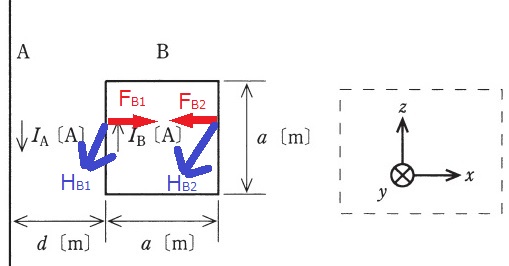 A
B
F_B1
F_B2
I_A〔A〕
I_B〔A〕
a〔m〕
H_B1
H_B2
d〔m〕
a〔m〕
z
x
y